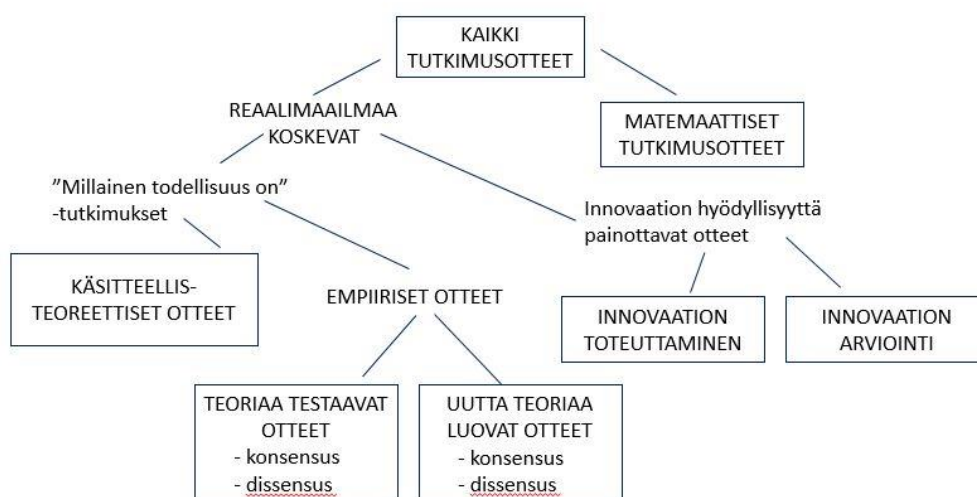 KAIKKI
TUTKIMUSOTTEET
REAALIMAAILMAA
KOSKEVAT
MATEMAATTISET
TUTKIMUSOTTEET
”Millainen todellisuus on”
-tutkimukset
Innovaation hyödyllisyyttä
painottavat otteet
KÄSITTEELLIS-
TEOREETTISET OTTEET
EMPIIRISET OTTEET
INNOVAATION
TOTEUTTAMINEN
INNOVAATION
ARVIOINTI
TEORIAA TESTAAVAT
OTTEET
- konsensus
- dissensus
UUTTA TEORIAA
LUOVAT OTTEET
- konsensus
- dissensus